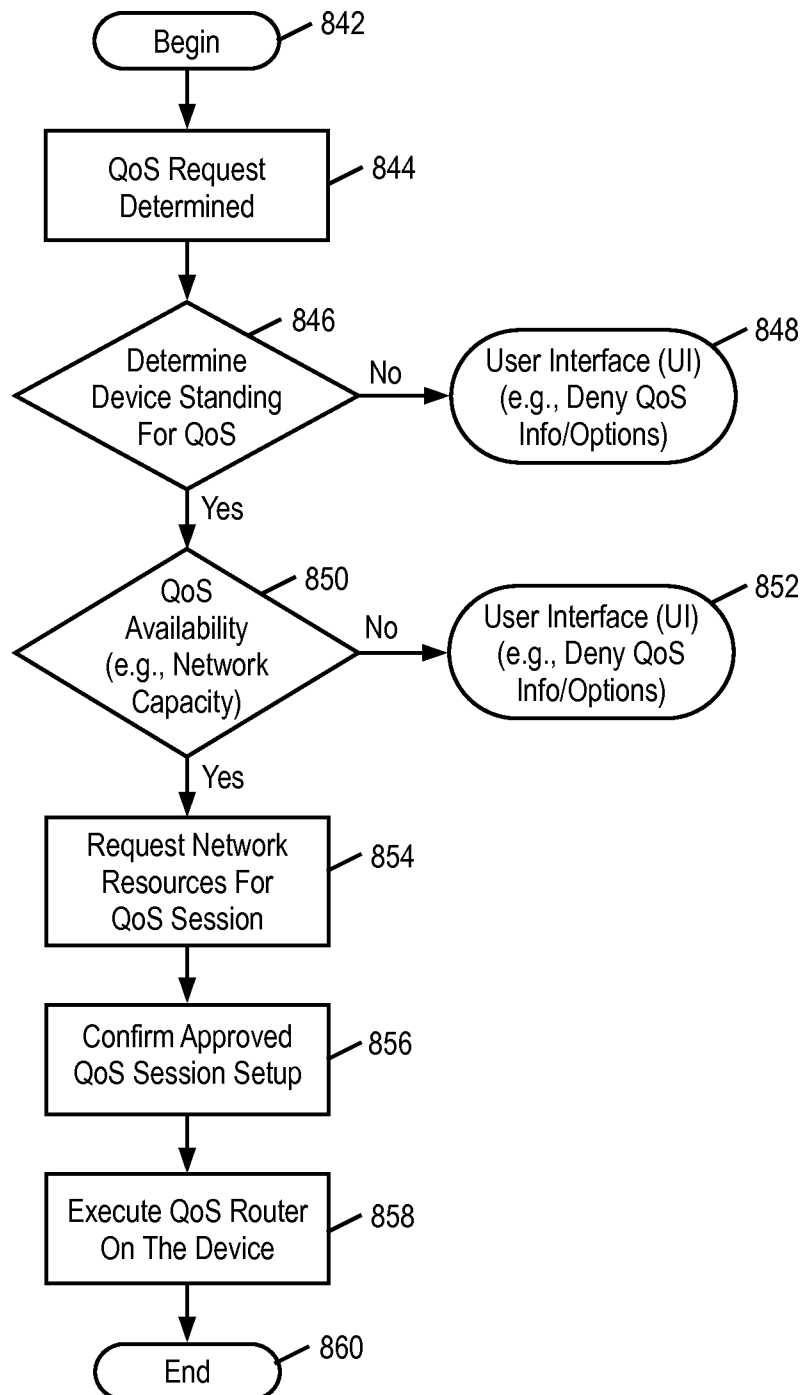 Begin
842
QoS Request
Determined
844
846
Determine
Device Standing
For QoS
No
User Interface (UI)
(e.g., Deny QoS
Info/Options)
848
Yes
850
QoS
Availability
(e.g., Network
Capacity)
No
User Interface (UI)
(e.g., Deny QoS
Info/Options)
852
Yes
Request Network
Resources For
QoS Session
854
Confirm Approved
QoS Session Setup
856
Execute QoS Router
On The Device
858
End
860